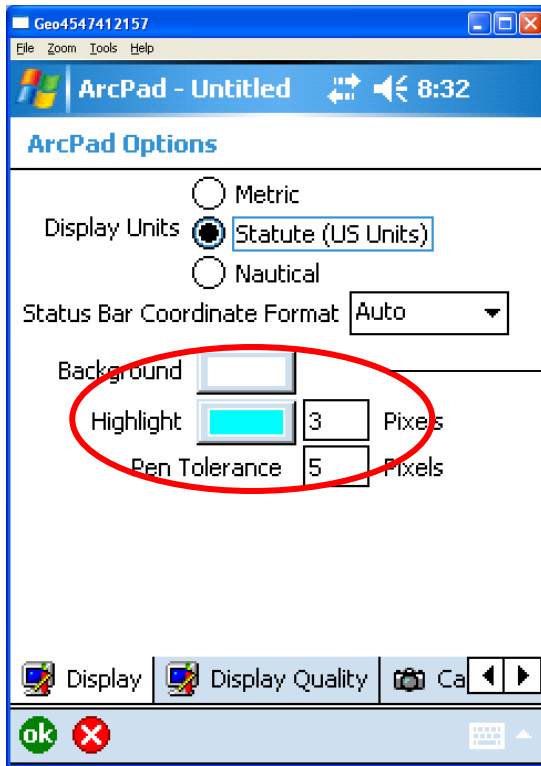 Geo4547412157
File Zoom Tools Help
ArcPad - Untitled 8:32
ArcPad Options
Metric
Display Units Statute (US Units)
Nautical
Status Bar Coordinate Format Auto
Background
Highlight 3 Pixels
Pen Tolerance 5 Pixels
Display Display Quality Ca
ok